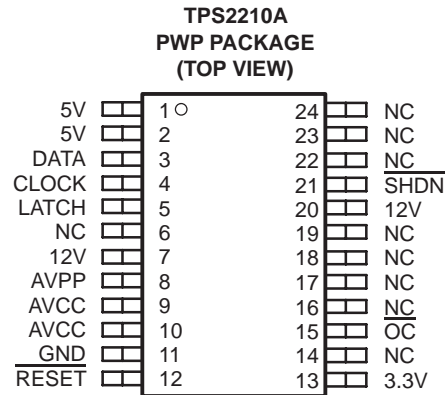 TPS2210A
PWP PACKAGE
(TOP VIEW)
5V 1 24 NC
5V 2 23 NC
DATA 3 22 NC
CLOCK 4 21 SHDN
LATCH 5 20 12V
NC 6 19 NC
12V 7 18 NC
AVPP 8 17 NC
AVCC 9 16 NC
AVCC 10 15 OC
GND 11 14 NC
RESET 12 13 3.3V